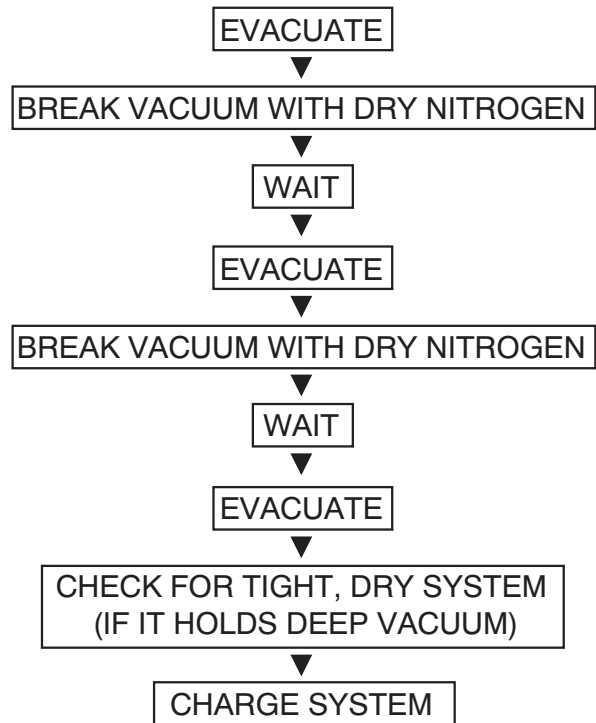 EVACUATE
BREAK VACUUM WITH DRY NITROGEN
WAIT
EVACUATE
BREAK VACUUM WITH DRY NITROGEN
WAIT
EVACUATE
CHECK FOR TIGHT, DRY SYSTEM
(IF IT HOLDS DEEP VACUUM)
CHARGE SYSTEM